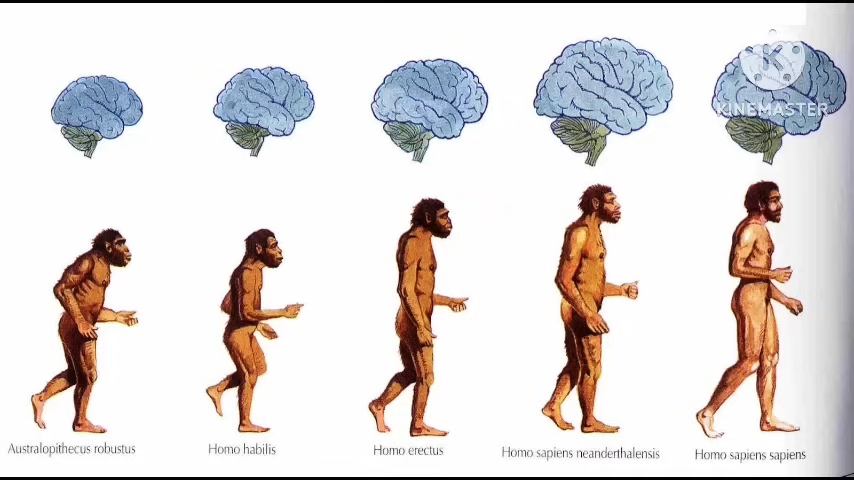 KINEMASTER
Australopithecus robustus
Homo habilis
Homo erectus
Homo sapiens neanderthalensis
Homo sapiens sapiens